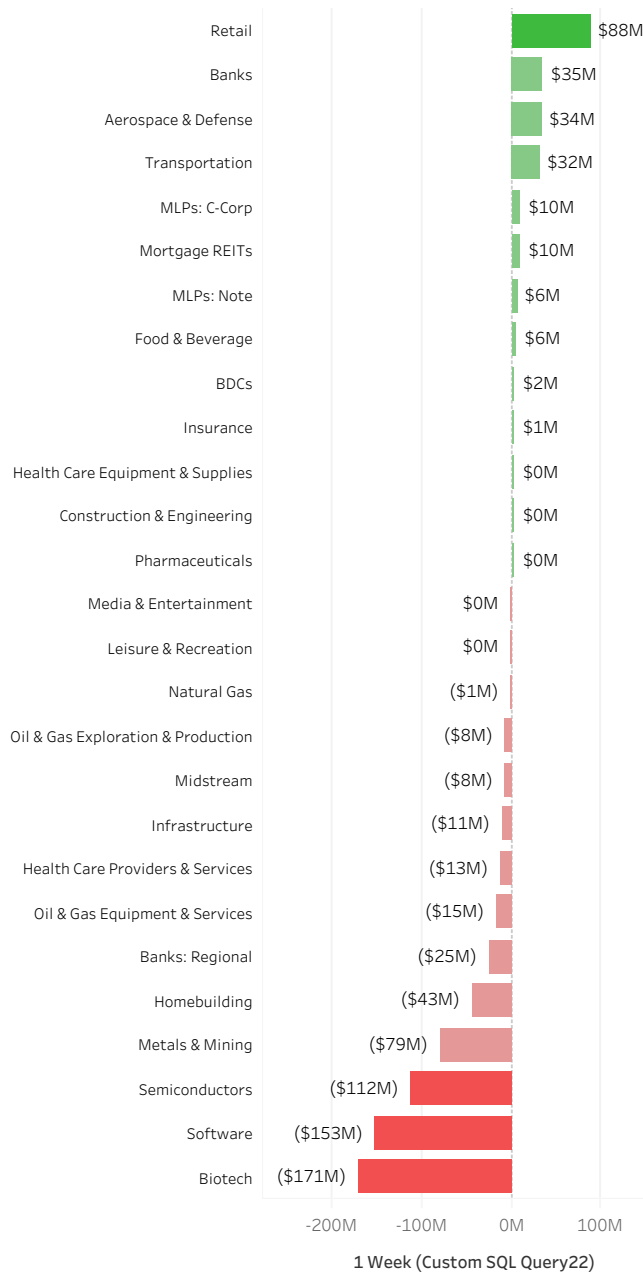 Retail $88M
Banks $35M
Aerospace & Defense $34M
Transportation $32M
MLPs: C-Corp $10M
Mortgage REITs $10M
MLPs: Note $6M
Food & Beverage $6M
BDCs $2M
Insurance $1M
Health Care Equipment & Supplies $0M
Construction & Engineering $0M
Pharmaceuticals $0M
Media & Entertainment $0M
Leisure & Recreation $0M
Natural Gas ($1M)
Oil & Gas Exploration & Production ($8M)
Midstream ($8M)
Infrastructure ($11M)
Health Care Providers & Services ($13M)
Oil & Gas Equipment & Services ($15M)
Banks: Regional ($25M)
Homebuilding ($43M)
Metals & Mining ($79M)
Semiconductors ($112M)
Software ($153M)
Biotech ($171M)
-200M -100M 0M 100M
1 Week (Custom SQL Query22)